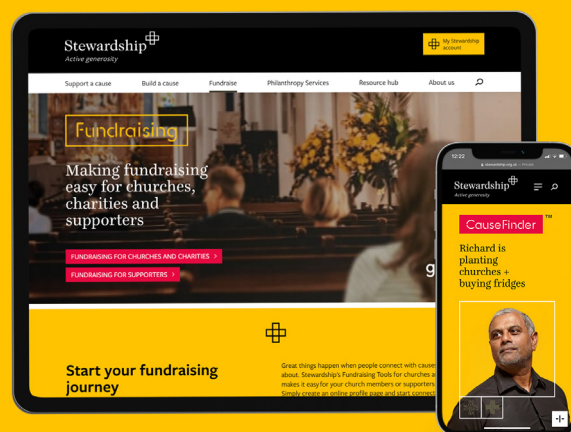 Stewardship
Active generosity
My Stewardship
account
Support a cause
Build a cause
Fundraise
Philanthropy Services
Resource hub
About us
Fundraising
Making fundraising
easy for churches,
charities and
supporters
FUNDRAISING FOR CHURCHES AND CHARITIES >
FUNDRAISING FOR SUPPORTERS >
g
Start your fundraising
journey
Great things happen when people connect with cause
about. Stewardship's Fundraising Tools for churches a
makes it easy for your church members or supporters
Simply create an online profile page and start connect
12:22
stewardship.org.uk
Stewardship
Active generosity
CauseFinder™
Richard is
planting
churches +
buying fridges